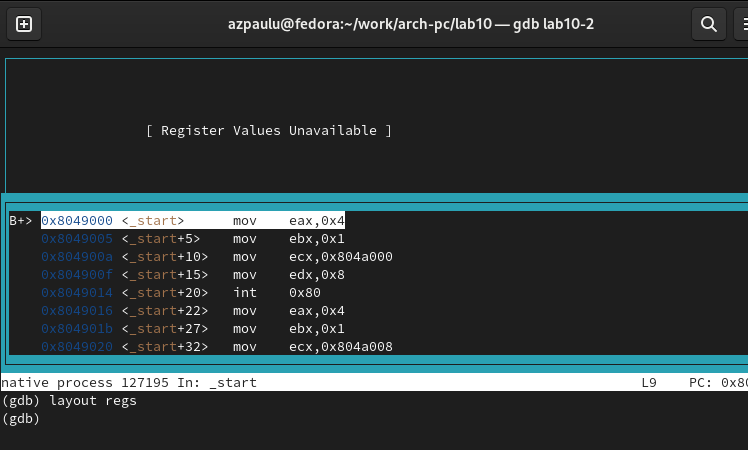 azpaulu@fedora:~/work/arch-pc/lab10 — gdb lab10-2
[ Register Values Unavailable ]
B+> 0x8049000 <_start>      mov    eax,0x4
0x8049005 <_start+5>    mov    ebx,0x1
0x804900a <_start+10>   mov    ecx,0x804a000
0x804900f <_start+15>   mov    edx,0x8
0x8049014 <_start+20>   int    0x80
0x8049016 <_start+22>   mov    eax,0x4
0x804901b <_start+27>   mov    ebx,0x1
0x8049020 <_start+32>   mov    ecx,0x804a008
native process 127195 In: _start    L9    PC: 0x80
(gdb) layout regs
(gdb)